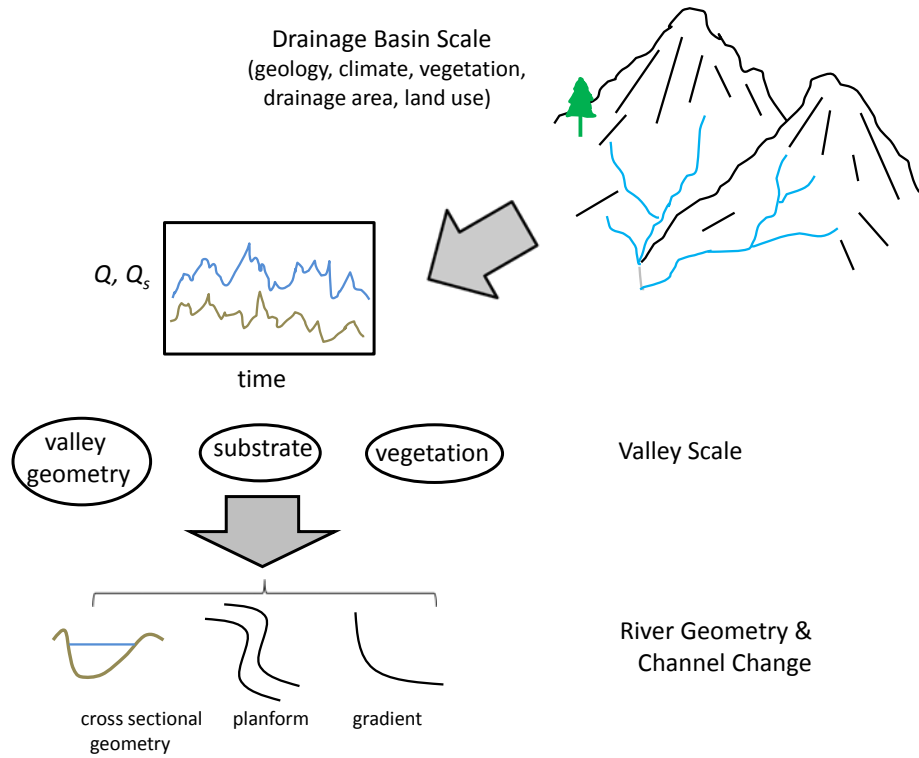 Drainage Basin Scale
(geology, climate, vegetation,
drainage area, land use)
Q, Qs
time
valley
geometry
substrate
vegetation
Valley Scale
River Geometry &
Channel Change
cross sectional
geometry
planform
gradient